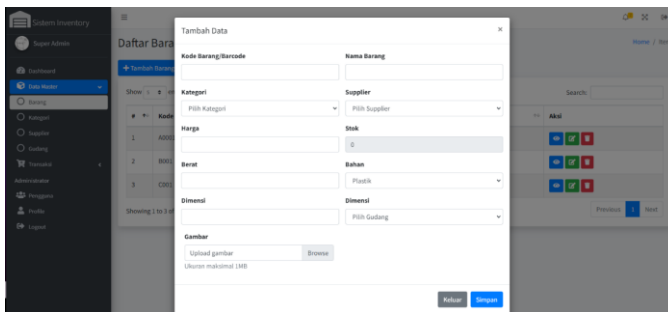 Sistem Inventory
Super Admin
Dashboard
Data Master
Barang
Kategori
Supplier
Gudang
Transaksi
Administrator
Pengguna
Profile
Logout
Daftar Bara
Home /
+ Tambah Barang
Show
Search:
# Kode
Aksi
1
2 B001
3 C001
Showing 1 to 3 of
Previous 1 Next
Tambah Data ×
Kode Barang/Barcode Nama Barang
Kategori Supplier
Pilih Kategori Pilih Supplier
Harga Stok
0
Berat Bahan
Plastik
Dimensi Dimensi
Pilih Gudang
Gambar
Upload gambar Browse
Ukuran maksimal 1MB
Keluar Simpan